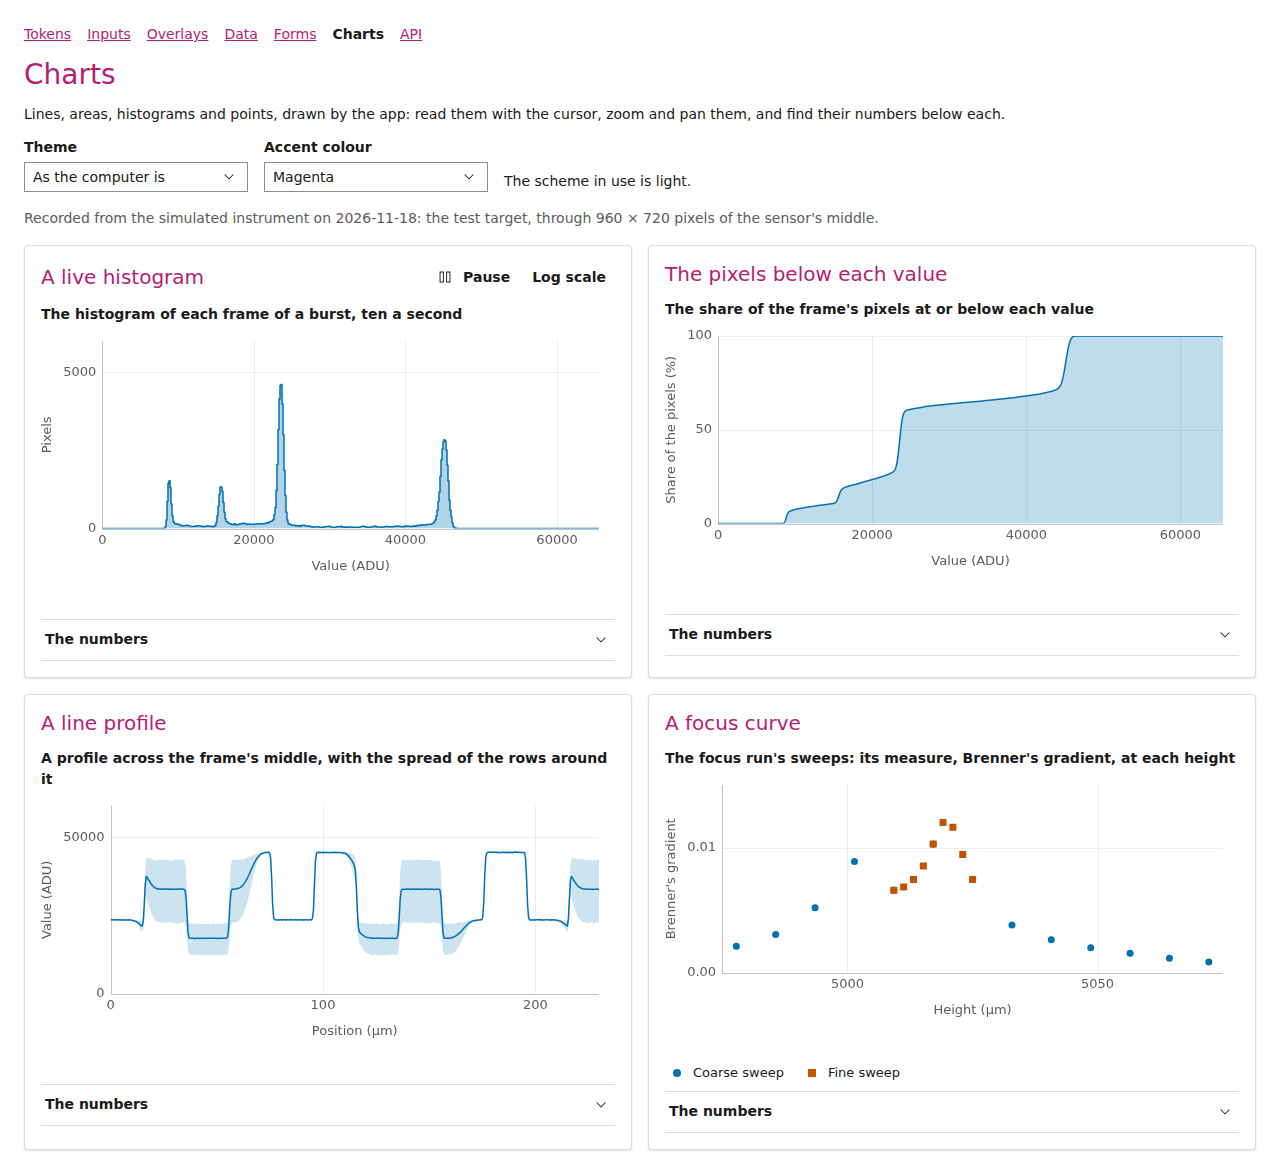 Tokens Inputs Overlays Data Forms Charts API
Charts
Lines, areas, histograms and points, drawn by the app: read them with the cursor, zoom and pan them, and find their numbers below each.
Theme Accent colour
As the computer is Magenta The scheme in use is light.
Recorded from the simulated instrument on 2026-11-18: the test target, through 960 × 720 pixels of the sensor's middle.
A live histogram Pause Log scale
The histogram of each frame of a burst, ten a second
Pixels
5000
0
0 20000 40000 60000
Value (ADU)
The numbers
The pixels below each value
The share of the frame's pixels at or below each value
Share of the pixels (%)
100
50
0
0 20000 40000 60000
Value (ADU)
The numbers
A line profile
A profile across the frame's middle, with the spread of the rows around
it
Value (ADU)
50000
0
0 100 200
Position (µm)
The numbers
A focus curve
The focus run's sweeps: its measure, Brenner's gradient, at each height
Brenner's gradient
0.01
0.00
5000 5050
Height (µm)
Coarse sweep Fine sweep
The numbers